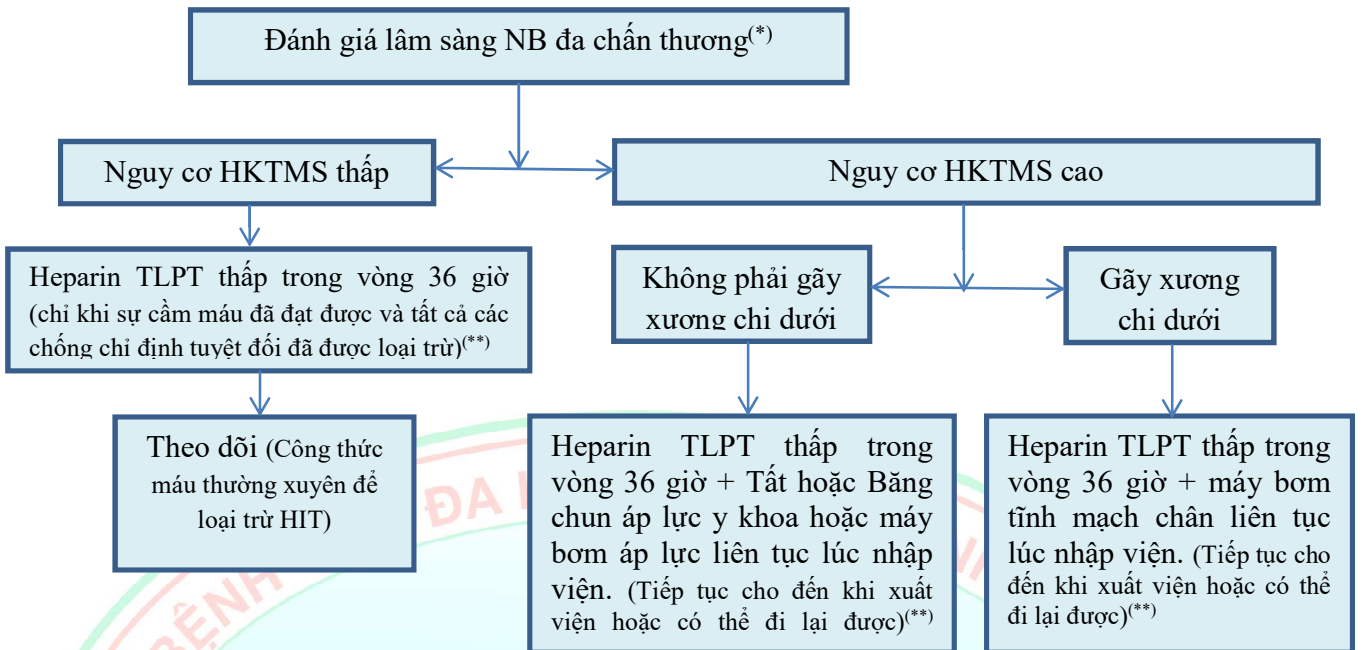 Đánh giá lâm sàng NB đa chấn thương(*)
Nguy cơ HKTMS thấp
Nguy cơ HKTMS cao
Heparin TLPT thấp trong vòng 36 giờ
(chỉ khi sự cầm máu đã đạt được và tất cả các
chống chỉ định tuyệt đối đã được loại trừ)(**)
Không phải gãy
xương chi dưới
Gãy xương
chi dưới
Theo dõi (Công thức
máu thường xuyên để
loại trừ HIT)
Heparin TLPT thấp trong
vòng 36 giờ + Tất hoặc Băng
chun áp lực y khoa hoặc máy
bơm áp lực liên tục lúc nhập
viện. (Tiếp tục cho đến khi xuất
viện hoặc có thể đi lại được)(**)
Heparin TLPT thấp trong
vòng 36 giờ + máy bơm
tĩnh mạch chân liên tục
lúc nhập viện. (Tiếp tục cho
đến khi xuất viện hoặc có thể
đi lại được)(**)
BỆNH
ĐA